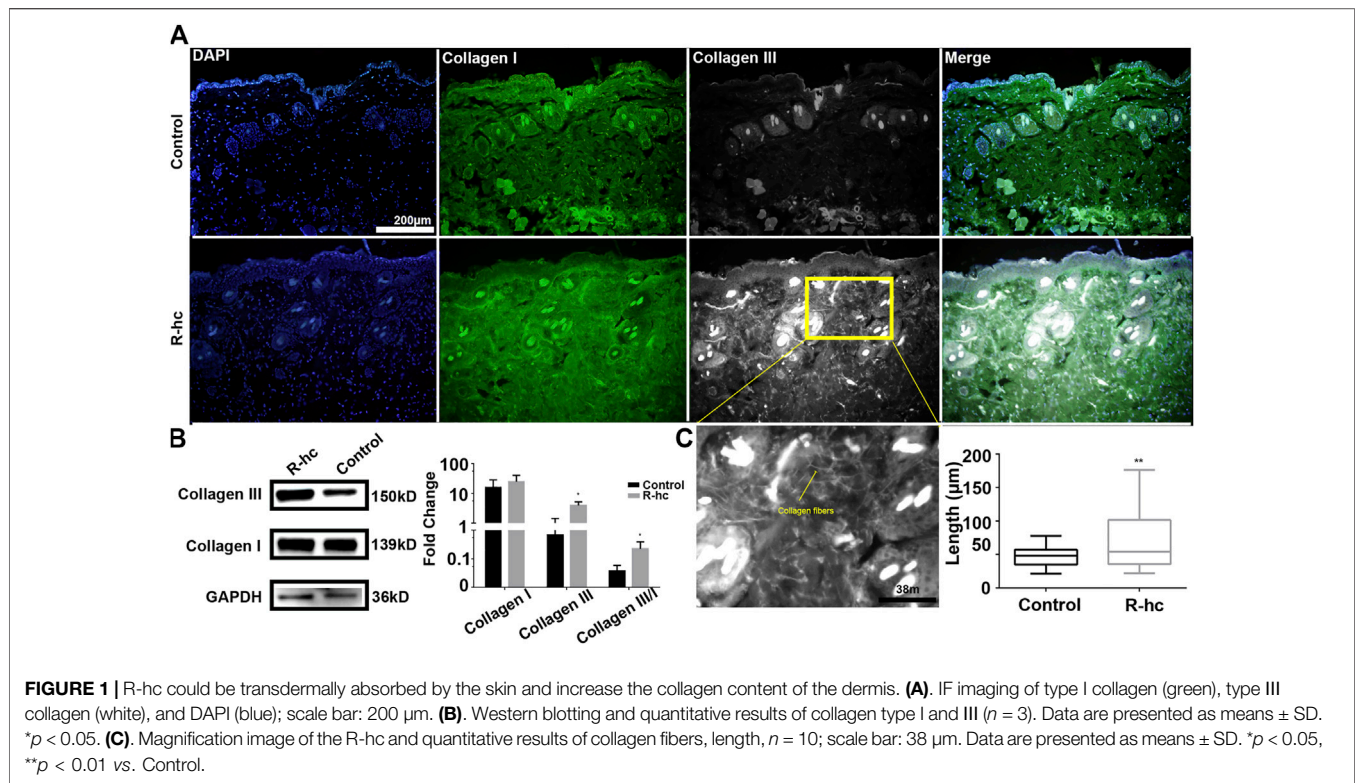 A
DAPI
Collagen I
Collagen III
Merge
Control
200µm
R-hc
B
R-hc
Control
Collagen III
150kD
Collagen I
139kD
GAPDH
36kD
Fold Change
100
10
1
0.1
0
*
*
Control
R-hc
Collagen I
Collagen III
Collagen III/I
C
Collagen fibers
38m
Length (µm)
200
150
100
50
0
**
Control
R-hc
FIGURE 1 | R-hc could be transdermally absorbed by the skin and increase the collagen content of the dermis. (A). IF imaging of type I collagen (green), type III
collagen (white), and DAPI (blue); scale bar: 200 µm. (B). Western blotting and quantitative results of collagen type I and III (n = 3). Data are presented as means ± SD.
*p < 0.05. (C). Magnification image of the R-hc and quantitative results of collagen fibers, length, n = 10; scale bar: 38 µm. Data are presented as means ± SD. *p < 0.05,
**p < 0.01 vs. Control.